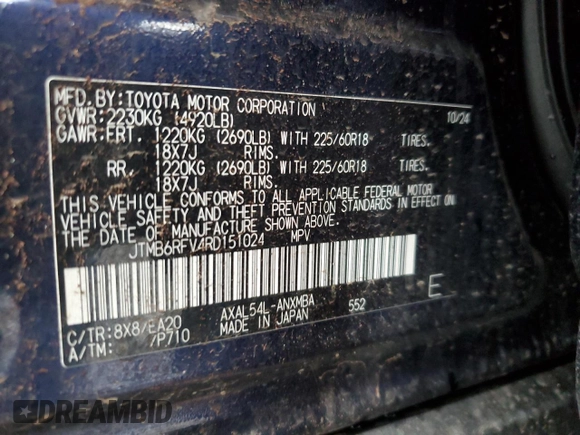 MFD.BY:TOYOTA MOTOR CORPORATION 10/24
GVWR:2230KG (4920LB)
GAWR:FRT. 1220KG (2690LB) WITH 225/60R18 TIRES.
18X7J RIMS.
RR. 1220KG (2690LB) WITH 225/60R18 TIRES.
18X7J RIMS.
THIS VEHICLE CONFORMS TO ALL APPLICABLE FEDERAL MOTOR
VEHICLE SAFETY AND THEFT PREVENTION STANDARDS IN EFFECT ON
THE DATE OF MANUFACTURE SHOWN ABOVE.
JTMB6RFV4RD151024 MPV
C/TR:8X8/EA20 AXAL54L-ANXMBA 552 E
A/TM: /P710 MADE IN JAPAN
DREAMBID